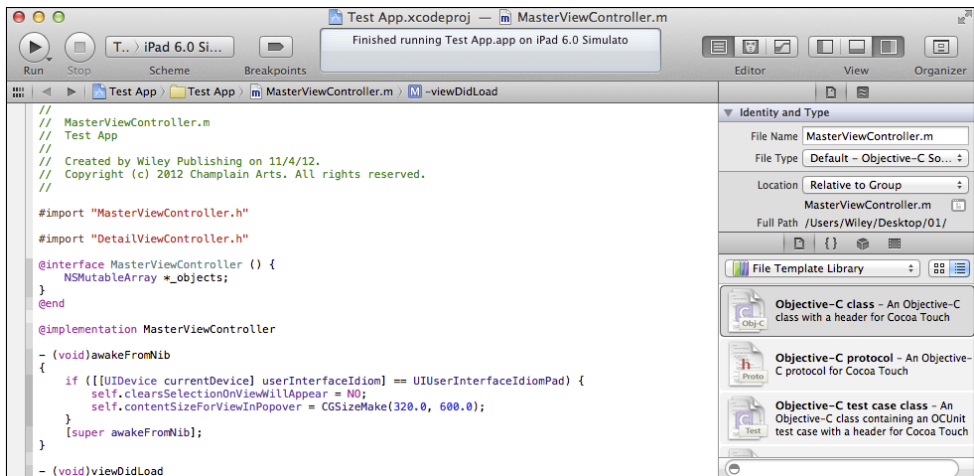 Test App.xcodeproj — m MasterViewController.m
T.. › iPad 6.0 Si...
Finished running Test App.app on iPad 6.0 Simulato
Run Stop Scheme Breakpoints Editor View Organizer
Test App › Test App › m MasterViewController.m › M -viewDidLoad
//
//  MasterViewController.m
//  Test App
//
//  Created by Wiley Publishing on 11/4/12.
//  Copyright (c) 2012 Champlain Arts. All rights reserved.
//
#import "MasterViewController.h"
#import "DetailViewController.h"
@interface MasterViewController () {
    NSMutableArray *_objects;
}
@end
@implementation MasterViewController
- (void)awakeFromNib
{
    if ([[UIDevice currentDevice] userInterfaceIdiom] == UIUserInterfaceIdiomPad) {
        self.clearsSelectionOnViewWillAppear = NO;
        self.contentSizeForViewInPopover = CGSizeMake(320.0, 600.0);
    }
    [super awakeFromNib];
}
- (void)viewDidLoad
Identity and Type
File Name MasterViewController.m
File Type Default - Objective-C So...
Location Relative to Group
MasterViewController.m
Full Path /Users/Wiley/Desktop/01/
{}
File Template Library
Obj-C
Objective-C class - An Objective-C
class with a header for Cocoa Touch
h
Proto
Objective-C protocol - An Objective-
C protocol for Cocoa Touch
Test
Objective-C test case class - An
Objective-C class containing an OCUnit
test case with a header for Cocoa Touch